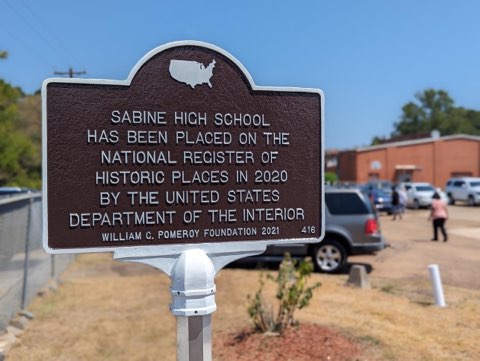 SABINE HIGH SCHOOL
HAS BEEN PLACED ON THE
NATIONAL REGISTER OF
HISTORIC PLACES IN 2020
BY THE UNITED STATES
DEPARTMENT OF THE INTERIOR
WILLIAM C. POMEROY FOUNDATION 2021 416